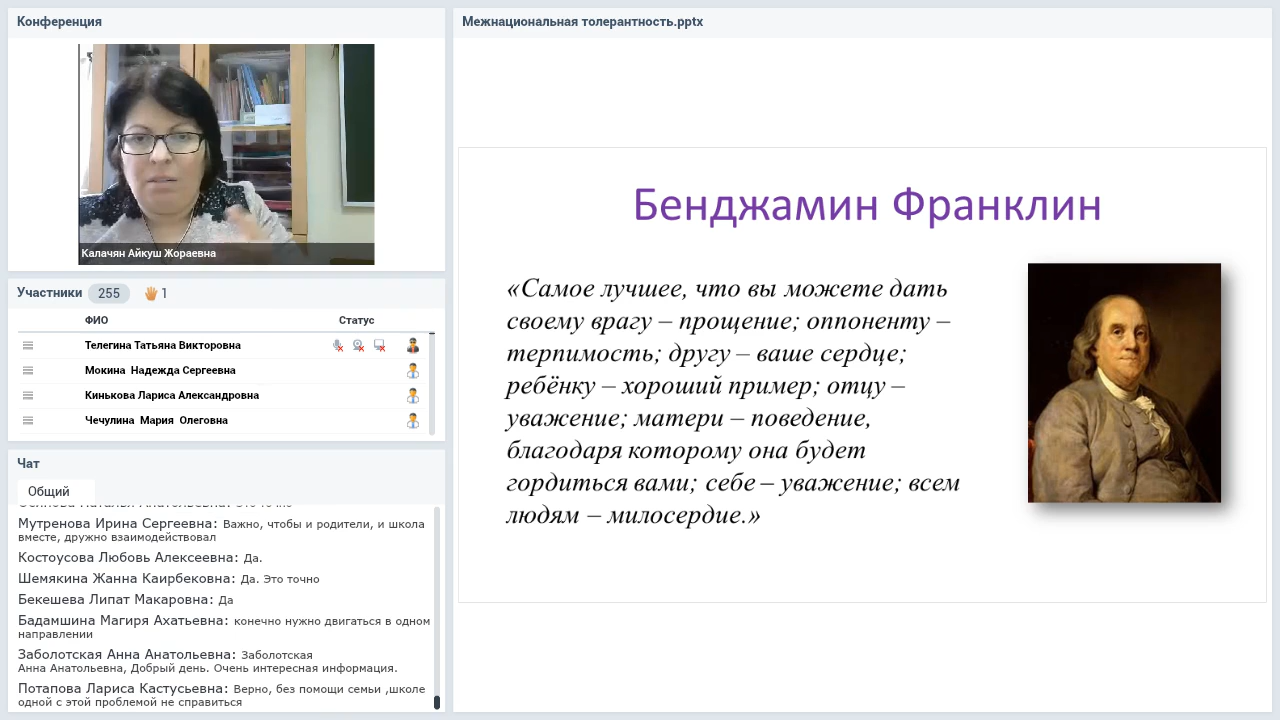 Конференция
Калачян Айкуш Жораевна
Участники 255 1
ФИО Статус
Телегина Татьяна Викторовна
Мокина Надежда Сергеевна
Кинькова Лариса Александровна
Чечулина Мария Олеговна
Чат
Общий
Мутренова Ирина Сергеевна: Важно, чтобы и родители, и школа
вместе, дружно взаимодействовал
Костоусова Любовь Алексеевна: Да.
Шемякина Жанна Каирбековна: Да. Это точно
Бекешева Липат Макаровна: Да
Бадамшина Магиря Ахатьевна: конечно нужно двигаться в одном
направлении
Заболотская Анна Анатольевна: Заболотская
Анна Анатольевна, Добрый день. Очень интересная информация.
Потапова Лариса Кастусьевна: Верно, без помощи семьи ,школе
одной с этой проблемой не справиться
Межнациональная толерантность.pptx
Бенджамин Франклин
«Самое лучшее, что вы можете дать
своему врагу – прощение; оппоненту –
терпимость; другу – ваше сердце;
ребёнку – хороший пример; отцу –
уважение; матери – поведение,
благодаря которому она будет
гордиться вами; себе – уважение; всем
людям – милосердие.»